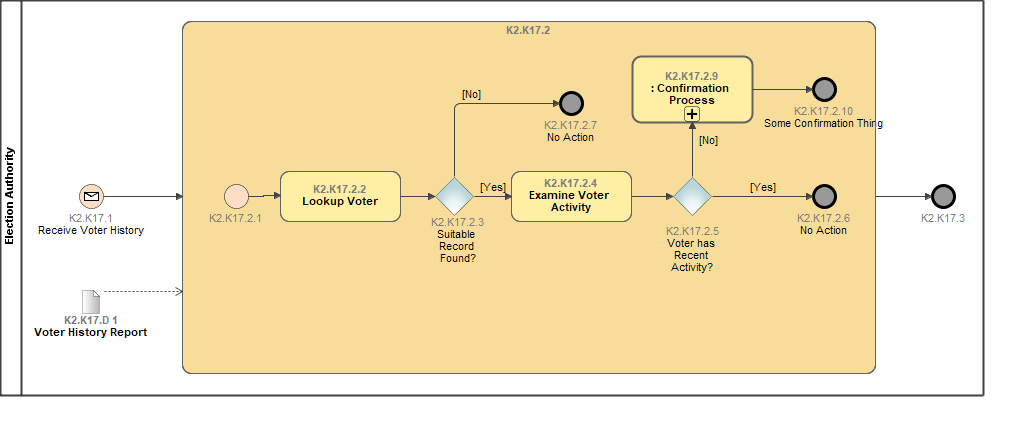 Election Authority
K2.K17.2
K2.K17.1
Receive Voter History
K2.K17.D 1
Voter History Report
K2.K17.2.1
K2.K17.2.2
Lookup Voter
K2.K17.2.3
Suitable
Record
Found?
[No]
K2.K17.2.7
No Action
[Yes]
K2.K17.2.4
Examine Voter
Activity
K2.K17.2.5
Voter has
Recent
Activity?
[No]
K2.K17.2.9
: Confirmation
Process
K2.K17.2.10
Some Confirmation Thing
[Yes]
K2.K17.2.6
No Action
K2.K17.3